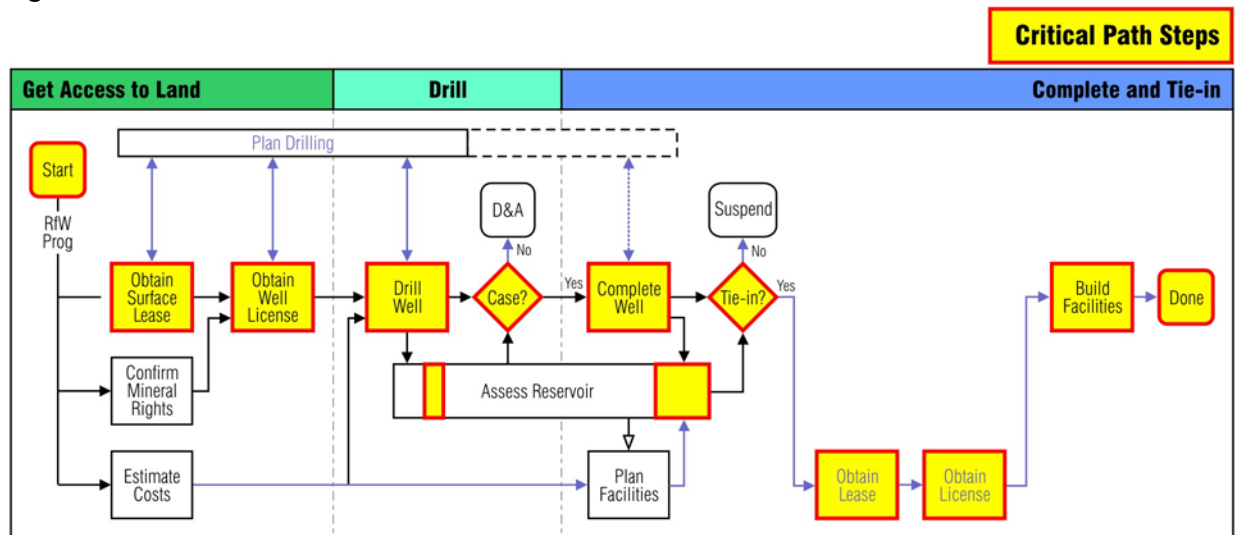 Critical Path Steps
Get Access to Land
Drill
Complete and Tie-in
Plan Drilling
Start
RfW
Prog
D&A
Suspend
No
No
Obtain
Surface
Lease
Obtain
Well
License
Drill
Well
Case?
Yes
Complete
Well
Tie-in?
Yes
Build
Facilities
Done
Confirm
Mineral
Rights
Assess Reservoir
Estimate
Costs
Plan
Facilities
Obtain
Lease
Obtain
License